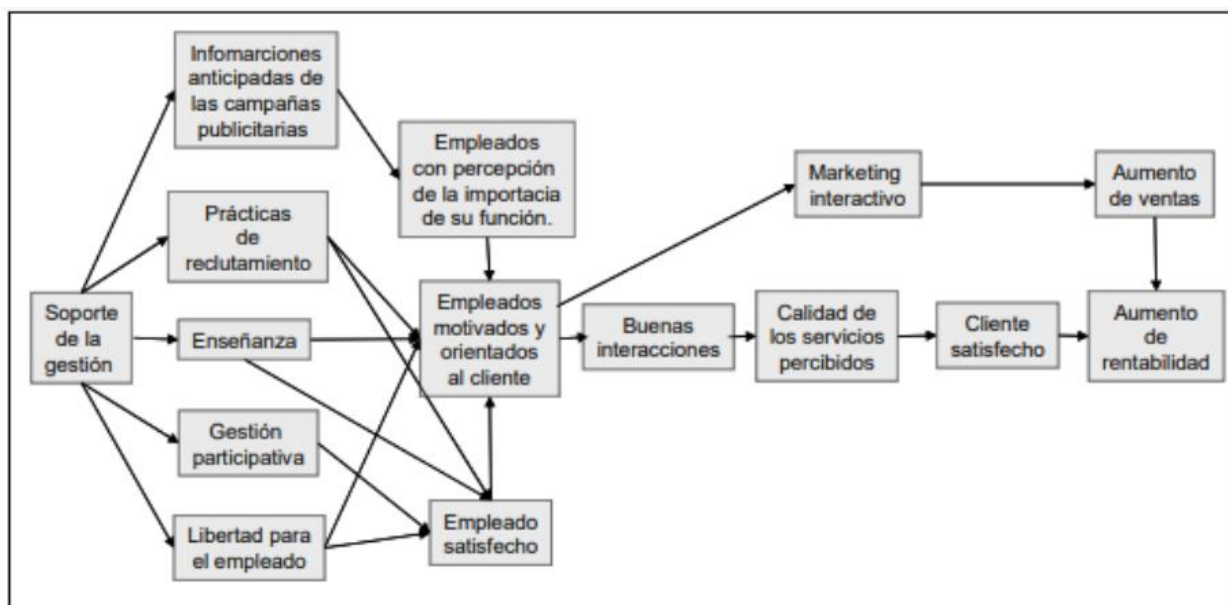 Infomarciones
anticipadas de
las campañas
publicitarias
Empleados
con percepción
de la importacia
de su función.
Prácticas
de
reclutamiento
Soporte
de la
gestión
Enseñanza
Gestión
participativa
Libertad para
el empleado
Empleados
motivados y
orientados
al cliente
Empleado
satisfecho
Marketing
interactivo
Aumento
de ventas
Buenas
interacciones
Calidad de
los servicios
percibidos
Cliente
satisfecho
Aumento
de
rentabilidad